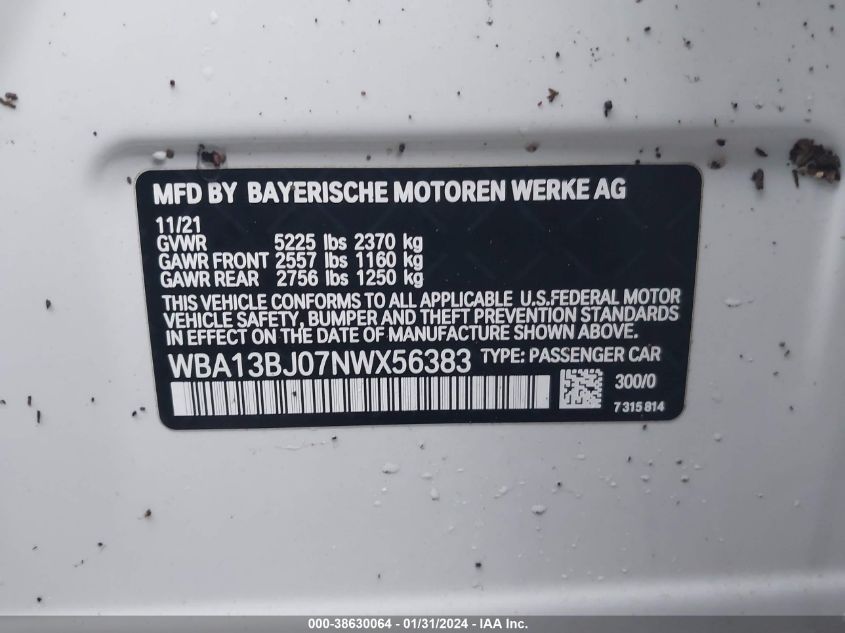 MFD BY BAYERISCHE MOTOREN WERKE AG
11/21
GVWR 5225 lbs 2370 kg
GAWR FRONT 2557 lbs 1160 kg
GAWR REAR 2756 lbs 1250 kg
THIS VEHICLE CONFORMS TO ALL APPLICABLE U.S.FEDERAL MOTOR
VEHICLE SAFETY, BUMPER AND THEFT PREVENTION STANDARDS
IN EFFECT ON THE DATE OF MANUFACTURE SHOWN ABOVE.
WBA13BJ07NWX56383 TYPE: PASSENGER CAR
300/0
7 315 814
000-38630064 - 01/31/2024 - IAA Inc.